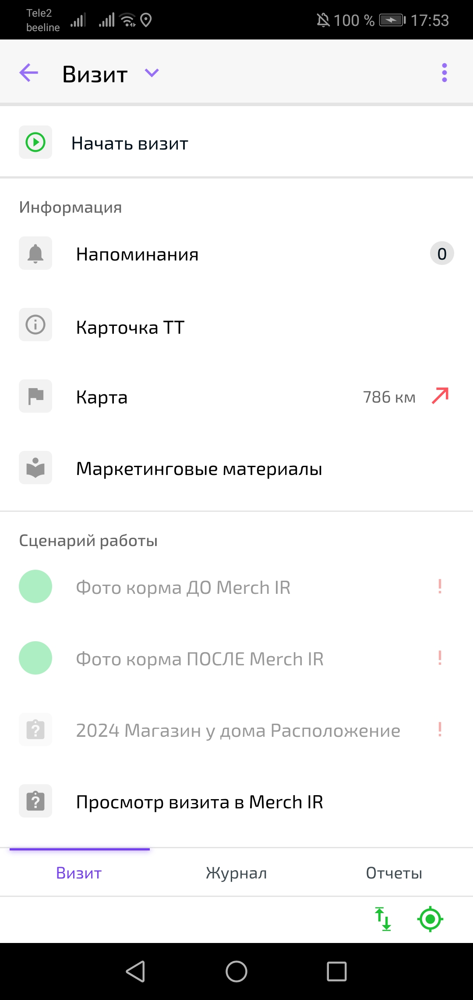 Tele2
beeline
100 %
17:53
Визит
Начать визит
Информация
Напоминания
0
Карточка ТТ
Карта
786 км
Маркетинговые материалы
Сценарий работы
Фото корма ДО Merch IR
!
Фото корма ПОСЛЕ Merch IR
!
2024 Магазин у дома Расположение
!
Просмотр визита в Merch IR
Визит
Журнал
Отчеты